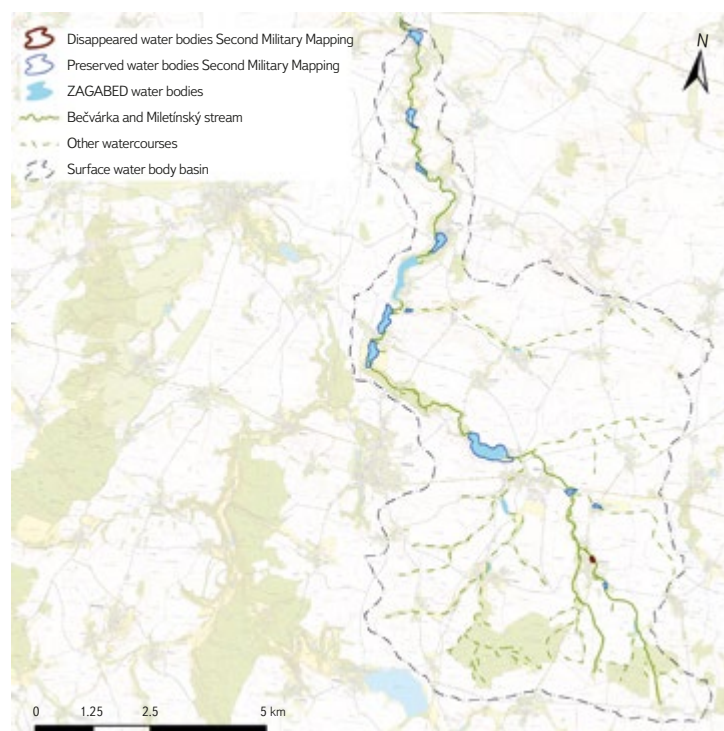 Disappeared water bodies Second Military Mapping
Preserved water bodies Second Military Mapping
ZAGABED water bodies
Bečvárka and Miletínský stream
Other watercourses
Surface water body basin
N
0 1.25 2.5 5 km